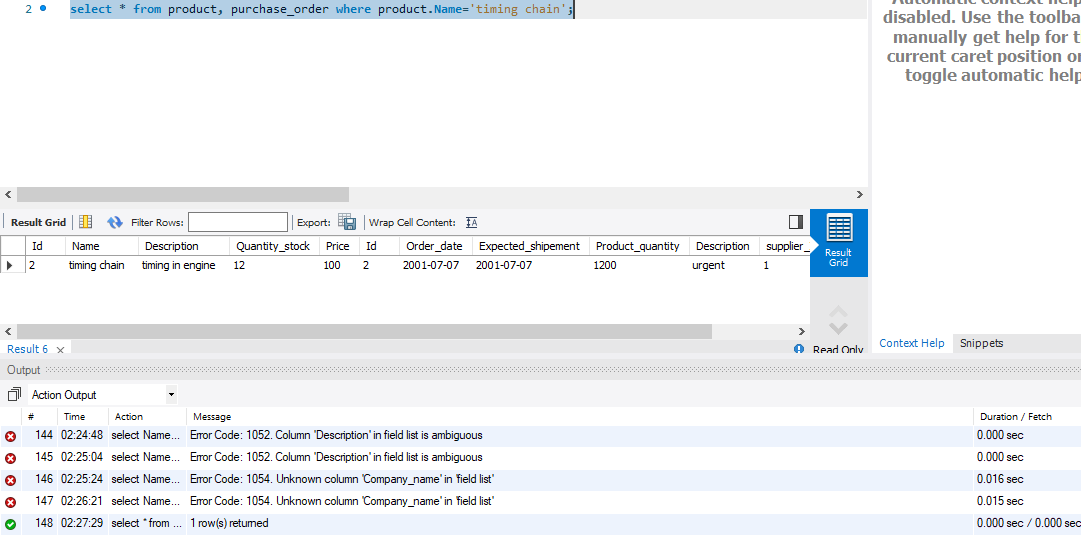 2 select * from product, purchase_order where product.Name='timing chain';
disabled. Use the toolba
manually get help for t
current caret position or
toggle automatic help
Result Grid Filter Rows: Export: Wrap Cell Content:
Id Name Description Quantity_stock Price Id Order_date Expected_shipement Product_quantity Description supplier_
2 timing chain timing in engine 12 100 2 2001-07-07 2001-07-07 1200 urgent 1
Result
Grid
Result 6 Read Only
Context Help Snippets
Output
Action Output
# Time Action Message Duration / Fetch
144 02:24:48 select Name... Error Code: 1052. Column 'Description' in field list is ambiguous 0.000 sec
145 02:25:04 select Name... Error Code: 1052. Column 'Description' in field list is ambiguous 0.000 sec
146 02:25:24 select Name... Error Code: 1054. Unknown column 'Company_name' in 'field list' 0.016 sec
147 02:26:21 select Name... Error Code: 1054. Unknown column 'Company_name' in 'field list' 0.015 sec
148 02:27:29 select * from ... 1 row(s) returned 0.000 sec / 0.000 sec